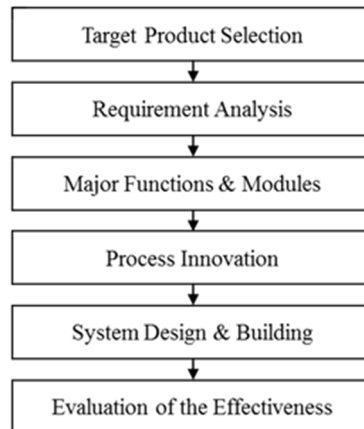 Target Product Selection
Requirement Analysis
Major Functions & Modules
Process Innovation
System Design & Building
Evaluation of the Effectiveness